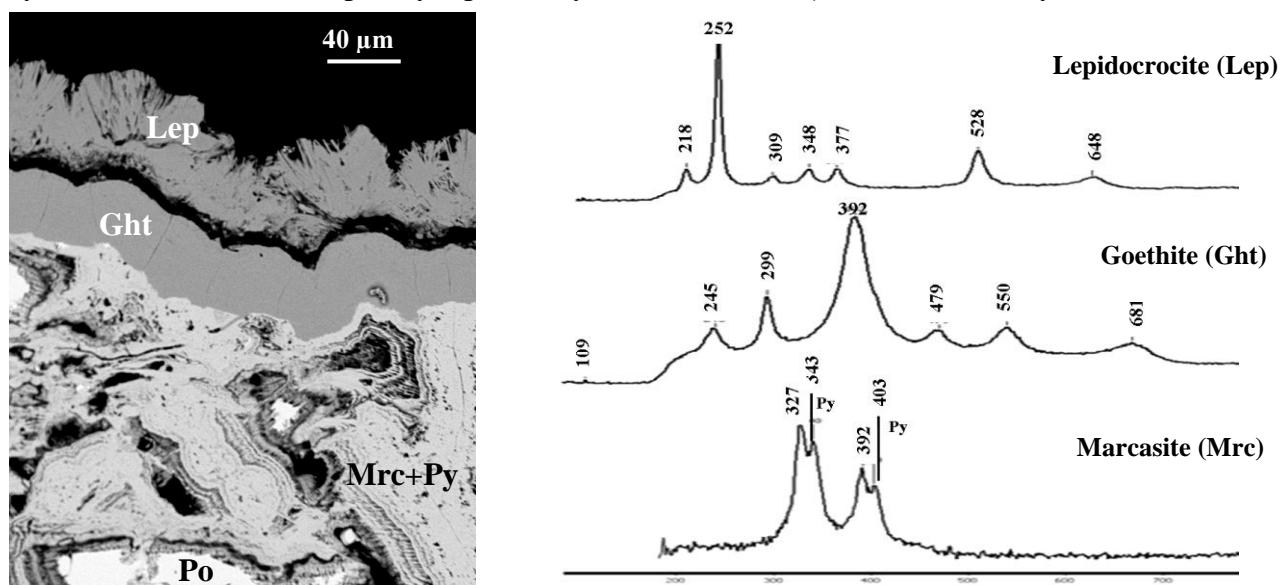 40 µm
Lep
Ght
Mrc+Py
Po
252
Lepidocrocite (Lep)
218
309
348
377
528
648
392
Goethite (Ght)
109
245
299
479
550
681
327
343
Py
392
403
Py
Marcasite (Mrc)
200 300 400 500 600 700